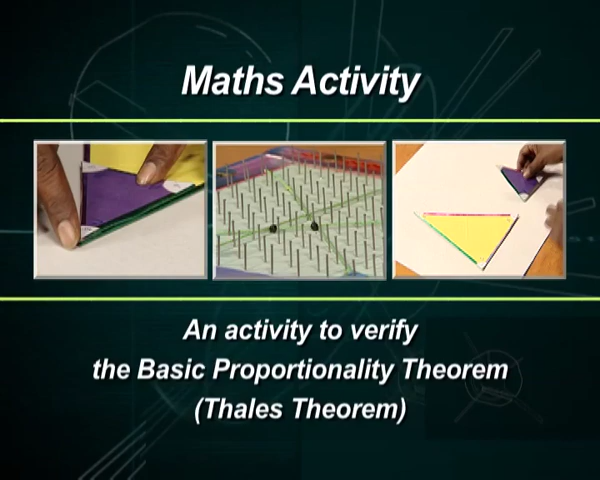 Maths Activity
An activity to verify
the Basic Proportionality Theorem
(Thales Theorem)